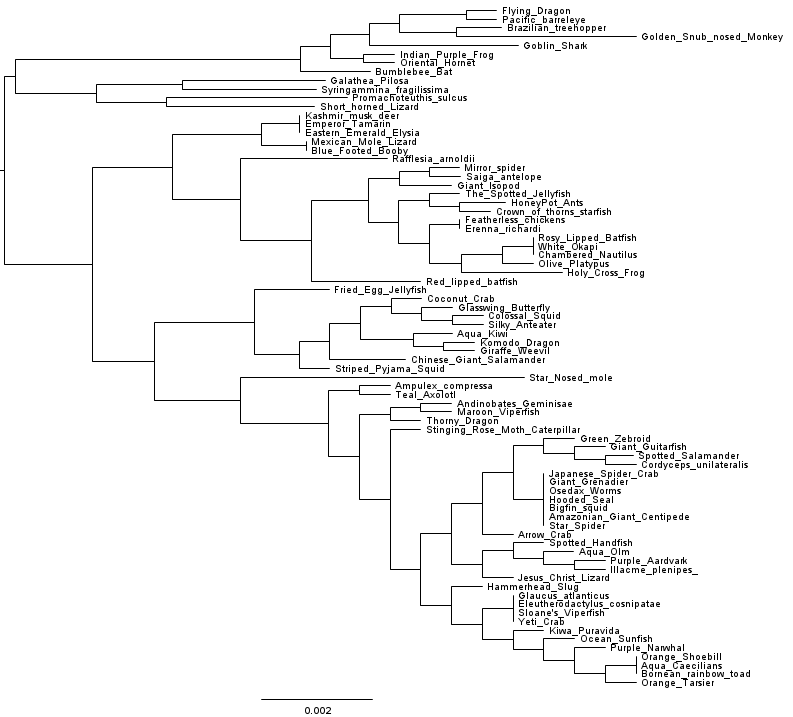 Flying_Dragon
Pacific_barreleye
Brazilian_treehopper
Golden_Snub_nosed_Monkey
Goblin_Shark
Indian_Purple_Frog
Oriental_Hornet
Bumblebee_Bat
Galathea_Pilosa
Syringammina_fragilissima
Promachoteuthis_sulcus
Short_horned_Lizard
Kashmir_musk_deer
Emperor_Tamarin
Eastern_Emerald_Elysia
Mexican_Mole_Lizard
Blue_Footed_Booby
Rafflesia_arnoldii
Mirror_spider
Saiga_antelope
Giant_Isopod
The_Spotted_Jellyfish
HoneyPot_Ants
Crown_of_thorns_starfish
Featherless_chickens
Erenna_richardi
Rosy_Lipped_Batfish
White_Okapi
Chambered_Nautilus
Olive_Platypus
Holy_Cross_Frog
Red_lipped_batfish
Fried_Egg_Jellyfish
Coconut_Crab
Glasswing_Butterfly
Colossal_Squid
Silky_Anteater
Aqua_Kiwi
Komodo_Dragon
Giraffe_Weevil
Chinese_Giant_Salamander
Striped_Pyjama_Squid
Star_Nosed_mole
Ampulex_compressa
Teal_Axolotl
Andinobates_Geminisae
Maroon_Viperfish
Thorny_Dragon
Stinging_Rose_Moth_Caterpillar
Green_Zebroid
Giant_Guitarfish
Spotted_Salamander
Cordyceps_unilateralis
Japanese_Spider_Crab
Giant_Grenadier
Osedax_Worms
Hooded_Seal
Bigfin_squid
Amazonian_Giant_Centipede
Star_Spider
Arrow_Crab
Spotted_Handfish
Aqua_Olm
Purple_Aardvark
Illacme_plenipes_
Jesus_Christ_Lizard
Hammerhead_Slug
Glaucus_atlanticus
Eleutherodactylus_cosnipatae
Sloane's_Viperfish
Yeti_Crab
Kiwa_Puravida
Ocean_Sunfish
Purple_Narwhal
Orange_Shoebill
Aqua_Caecilians
Bornean_rainbow_toad
Orange_Tarsier
0.002